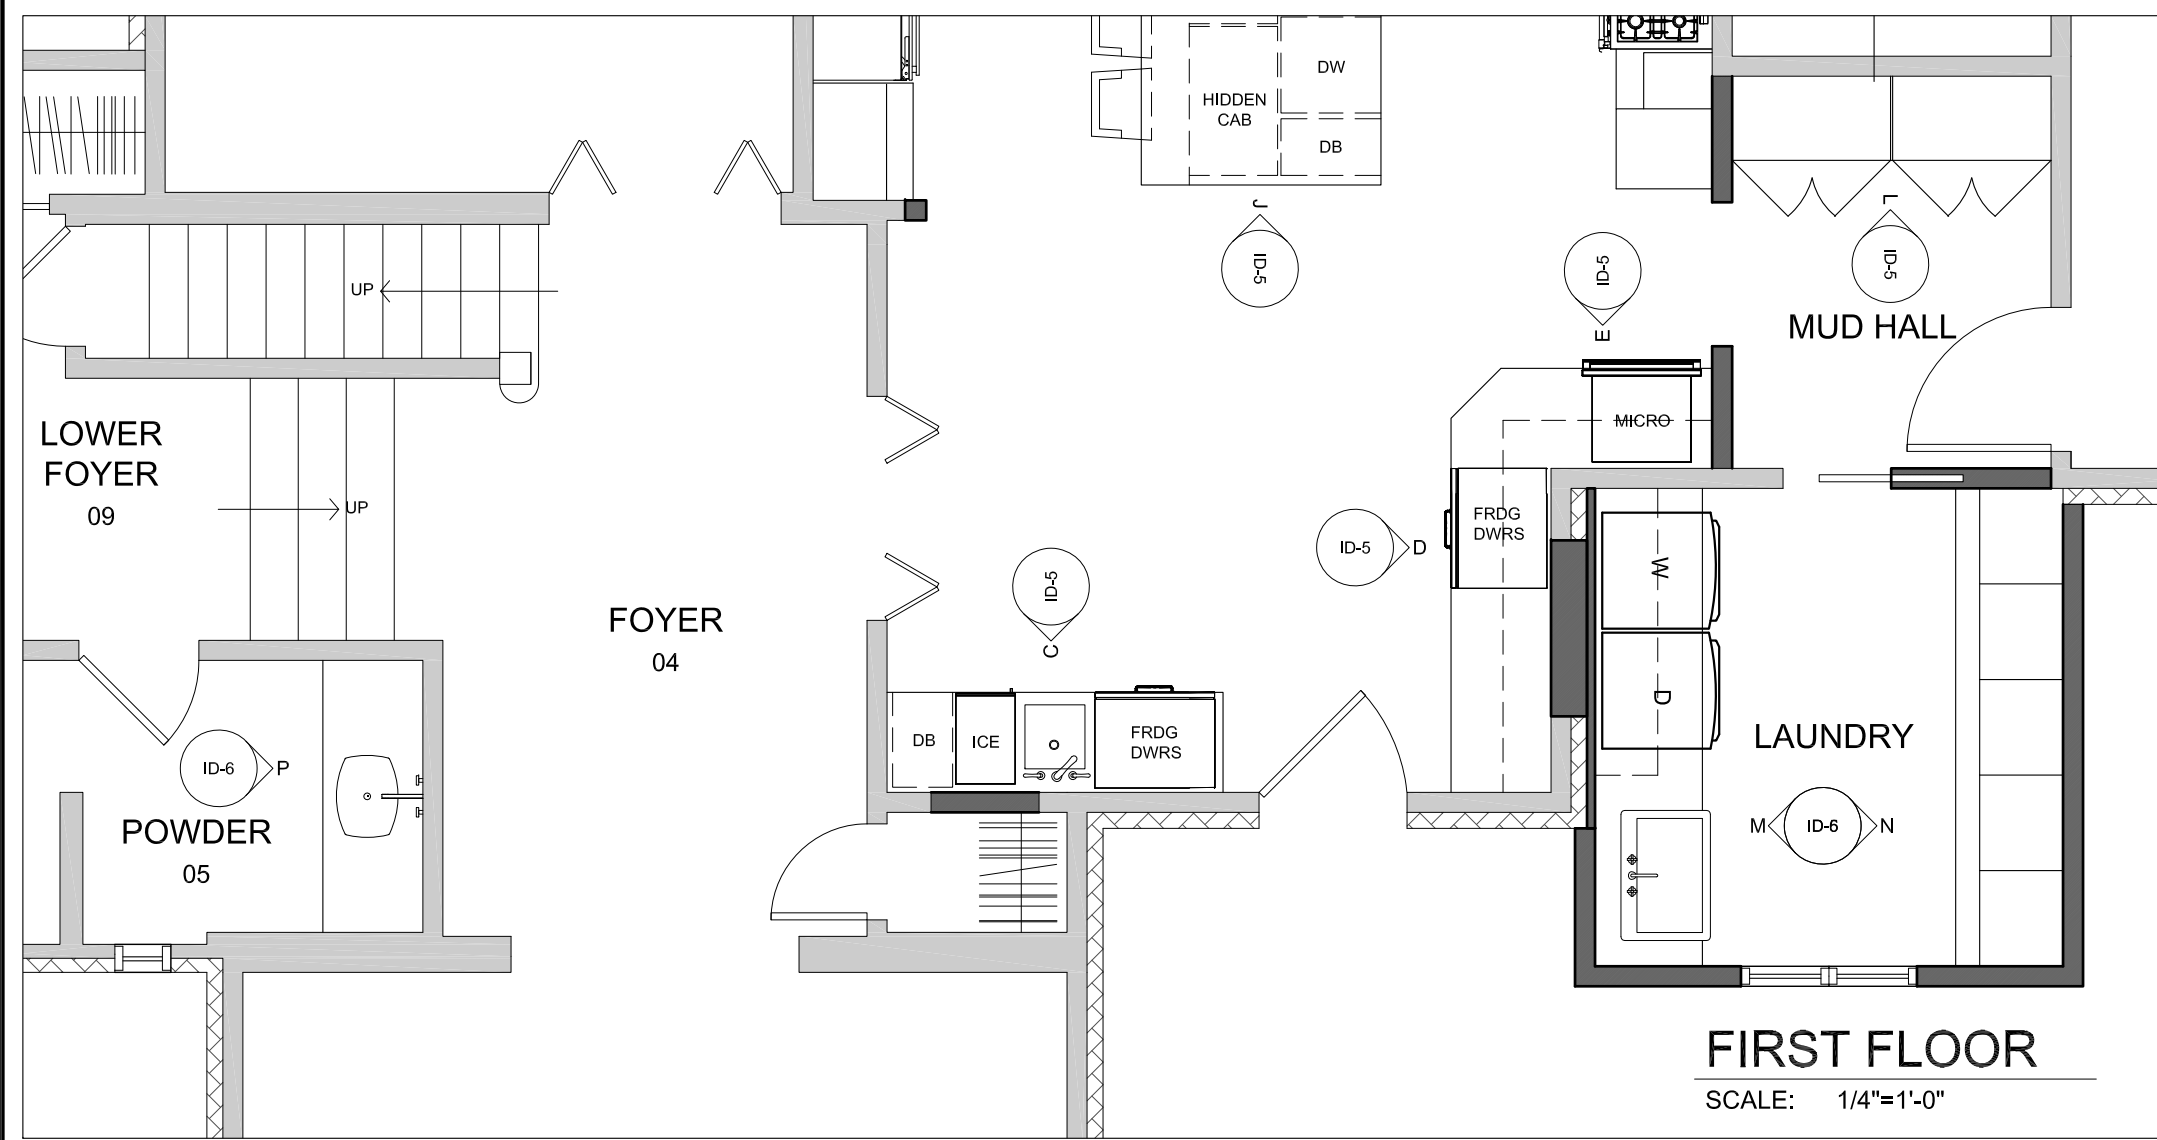 DW
HIDDEN
CAB
DB
J
ID-5
ID-5
E
L
ID-5
UP
MUD HALL
LOWER
FOYER
09
UP
MICRO
FRDG
DWRS
ID-5 D
ID-5
C
W
D
FOYER
04
DB
ICE
FRDG
DWRS
LAUNDRY
ID-6 P
POWDER
05
M ID-6 N
FIRST FLOOR
SCALE: 1/4"=1'-0"